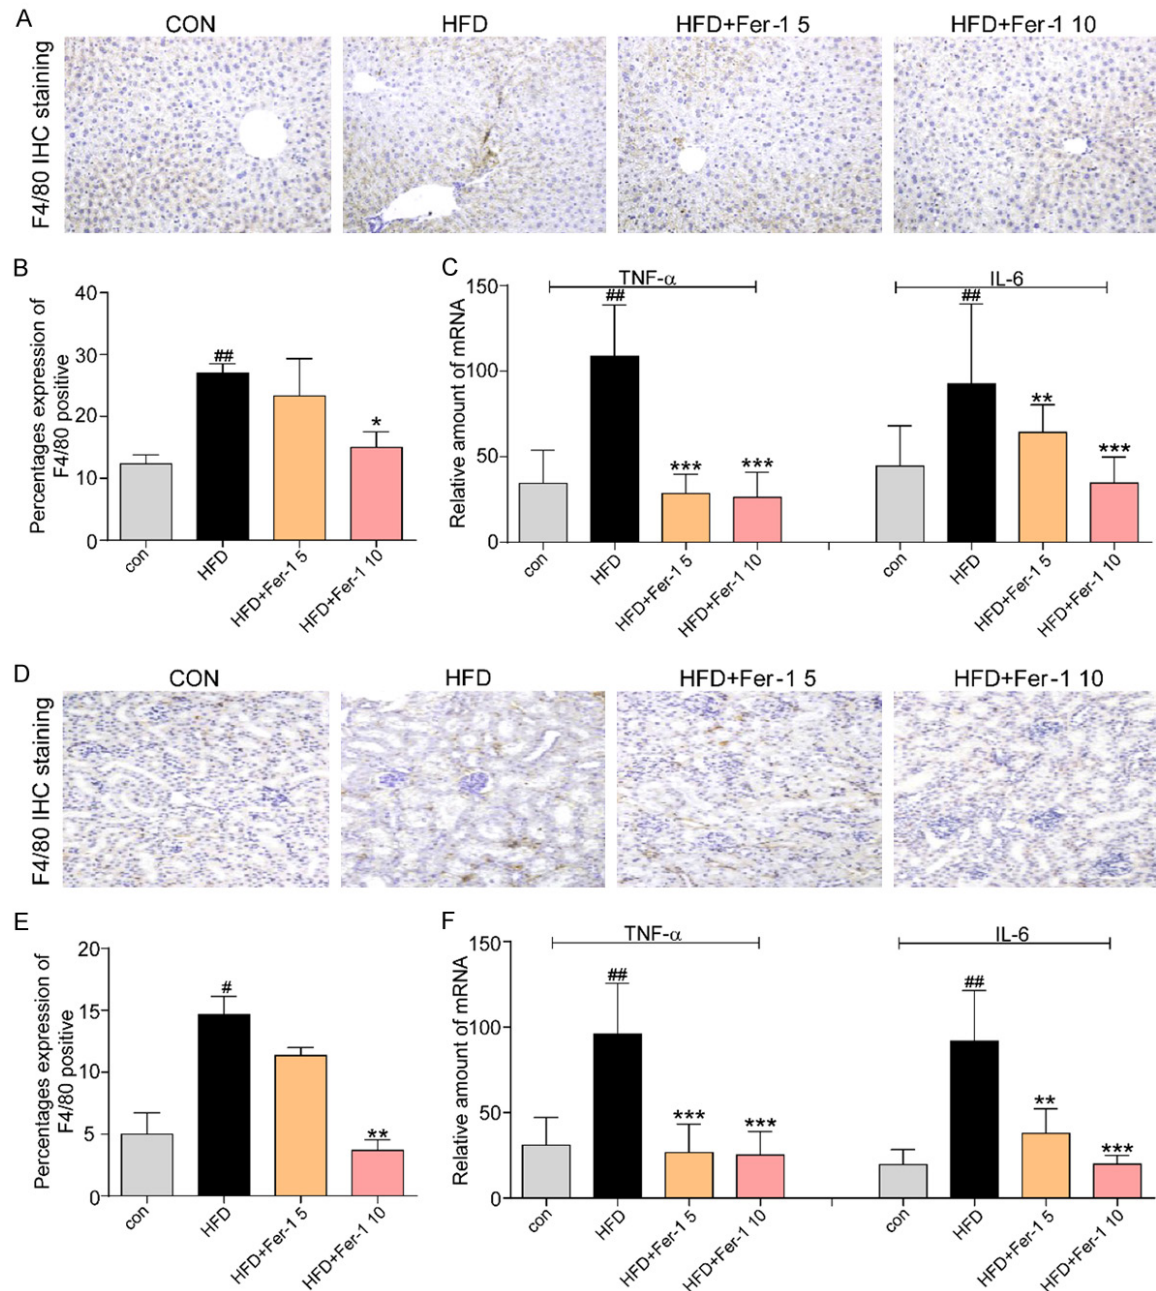 A
CON HFD HFD+Fer-1 5 HFD+Fer-1 10
F4/80 IHC staining
B
Percentages expression of
F4/80 positive
40
30
20
10
0
##
*
con HFD HFD+Fer-1 5 HFD+Fer-1 10
C
Relative amount of mRNA
150
100
50
0
TNF-α IL-6
## *** ***
## ** ***
con HFD HFD+Fer-1 5 HFD+Fer-1 10 con HFD HFD+Fer-1 5 HFD+Fer-1 10
D
CON HFD HFD+Fer-1 5 HFD+Fer-1 10
F4/80 IHC staining
E
Percentages expression of
F4/80 positive
20
15
10
5
0
#
**
con HFD HFD+Fer-1 5 HFD+Fer-1 10
F
Relative amount of mRNA
150
100
50
0
TNF-α IL-6
## *** ***
## ** ***
con HFD HFD+Fer-1 5 HFD+Fer-1 10 con HFD HFD+Fer-1 5 HFD+Fer-1 10